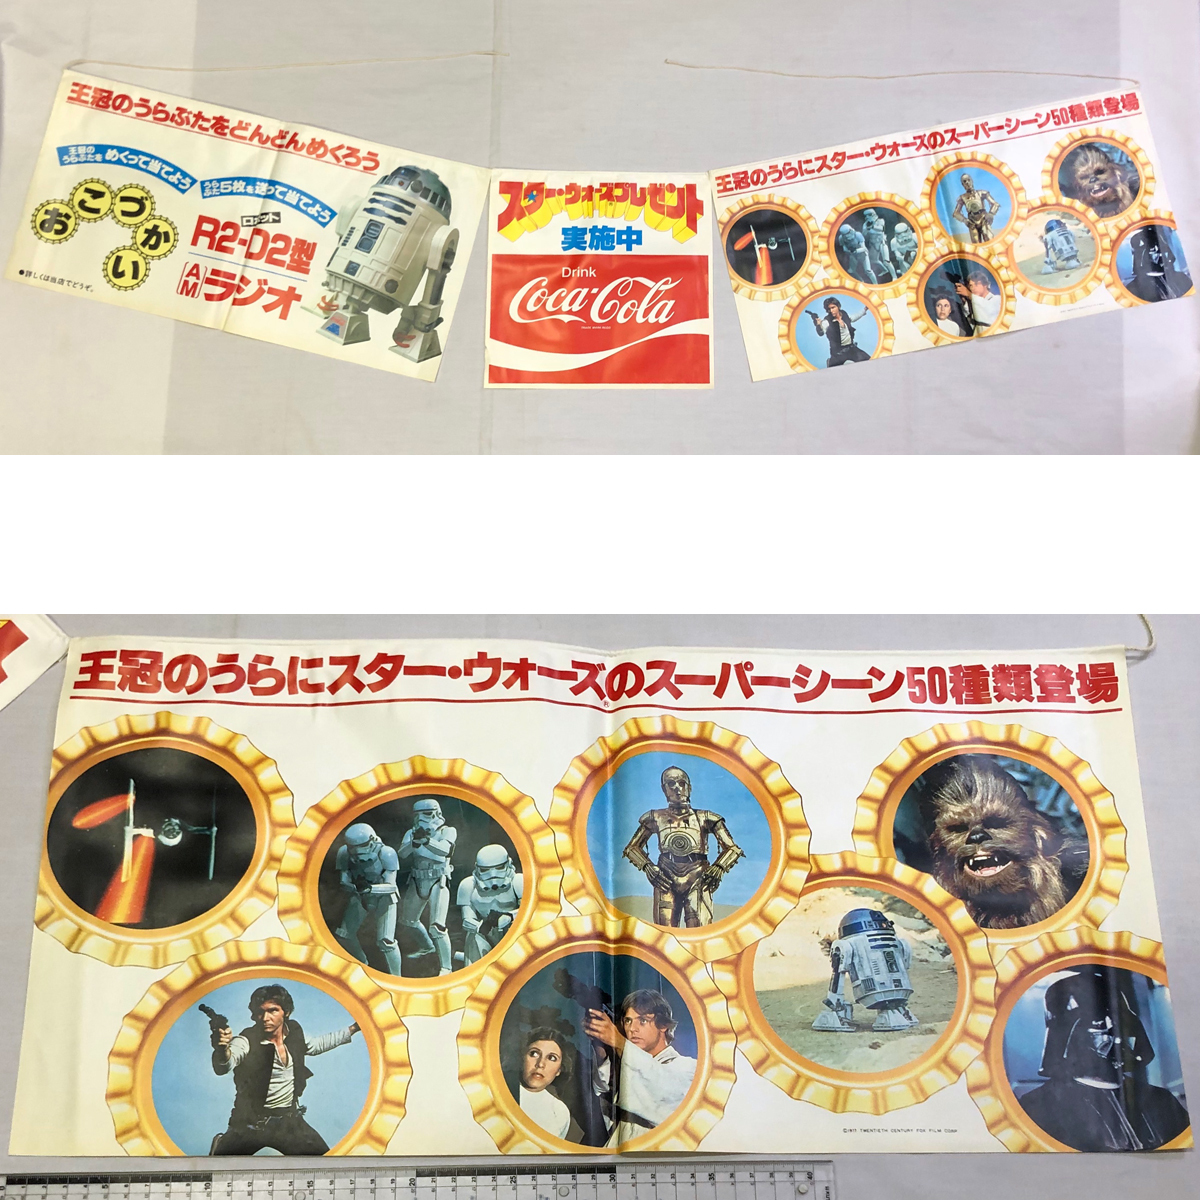 王冠のうらぶたをどんどんめくろう
王冠の
うらぶたを めくって当てよう
おこづかい
うら
ぶた5枚を送って当てよう
ロボット
R2-D2型
AM ラジオ
●詳しくは当店でどうぞ。
スター・ウォーズプレゼント
実施中
Drink
Coca-Cola
王冠のうらにスター・ウォーズのスーパーシーン50種類登場
王冠のうらにスター・ウォーズのスーパーシーン50種類登場
©1977 TWENTIETH CENTURY FOX FILM CORP.
0 10 20 30 40